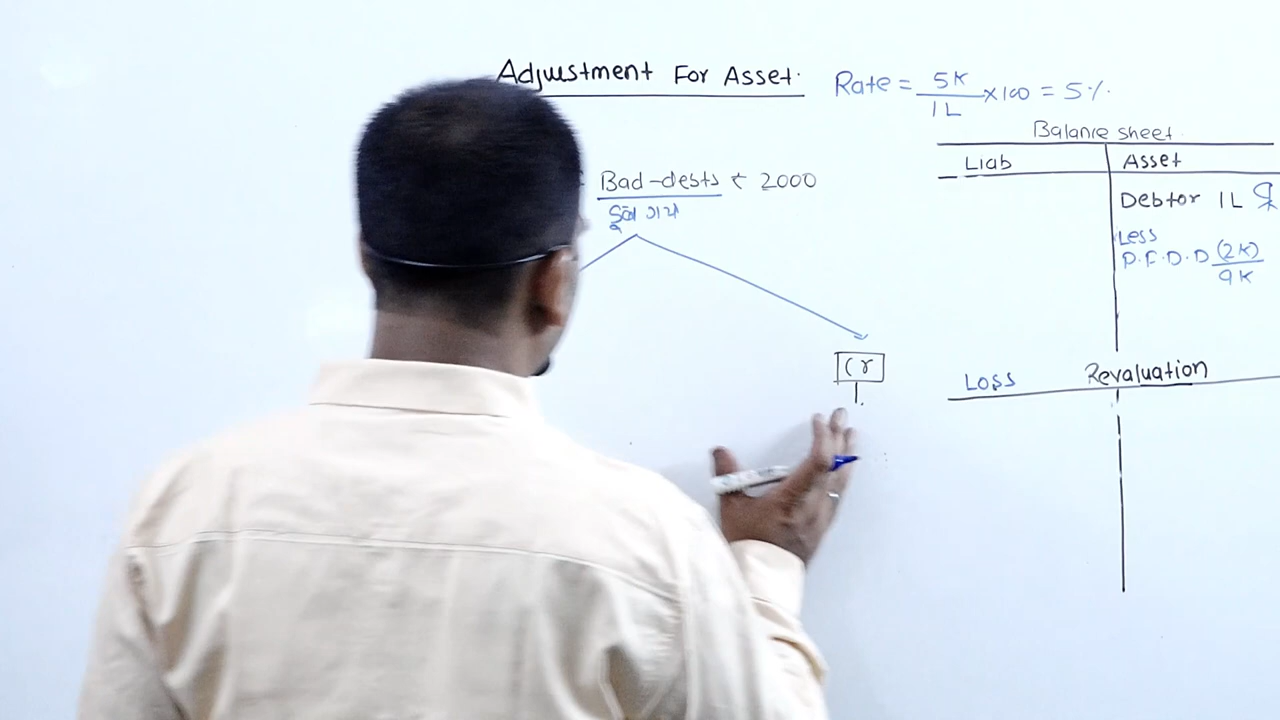 Adjustment For Asset.
Rate = 5K / 1L ×100 = 5%.
Balance sheet
Liab Asset
Bad-dests ₹ 2000
Debtor 1L
Less
P.F.D.D (2K)
9K
Cr
Loss Revaluation